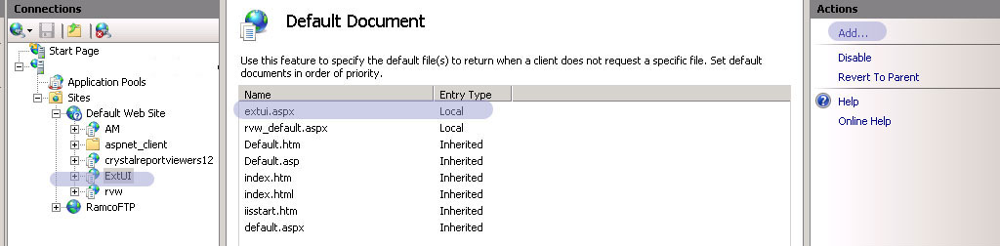 Connections
Start Page
Application Pools
Sites
Default Web Site
AM
aspnet_client
crystalreportviewers12
ExtUI
rvw
RamcoFTP
Default Document
Use this feature to specify the default file(s) to return when a client does not request a specific file. Set default
documents in order of priority.
Name Entry Type
extui.aspx Local
rvw_default.aspx Local
Default.htm Inherited
Default.asp Inherited
index.htm Inherited
index.html Inherited
iisstart.htm Inherited
default.aspx Inherited
Actions
Add...
Disable
Revert To Parent
Help
Online Help